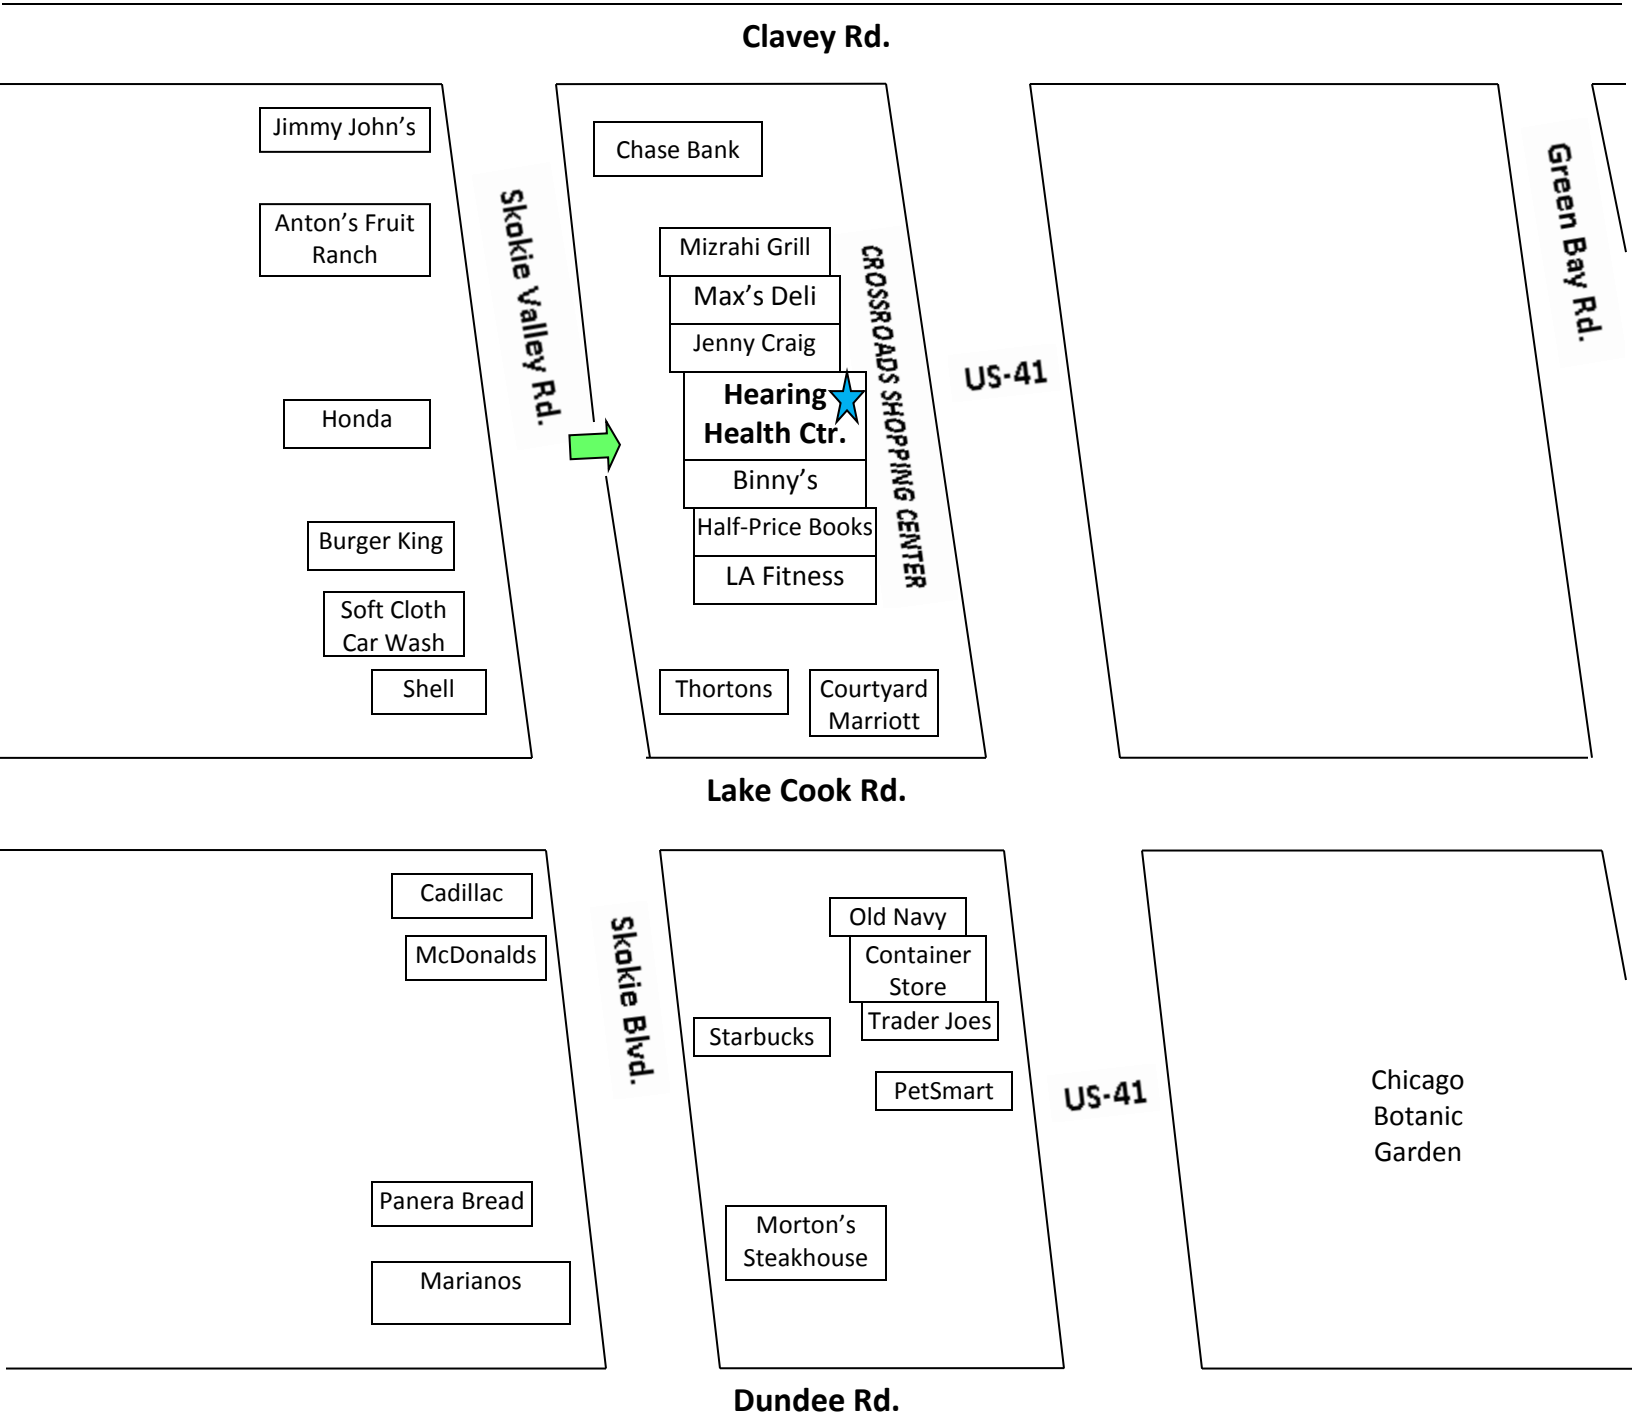 Clavey Rd.
Jimmy John’s
Chase Bank
Anton’s Fruit
Ranch
Skokie Valley Rd.
Mizrahi Grill
Max’s Deli
Jenny Craig
Hearing
Health Ctr.
Binny’s
Half-Price Books
LA Fitness
CROSSROADS SHOPPING CENTER
US-41
Green Bay Rd.
Honda
Burger King
Soft Cloth
Car Wash
Shell
Thortons
Courtyard
Marriott
Lake Cook Rd.
Cadillac
McDonalds
Skokie Blvd.
Old Navy
Container
Store
Trader Joes
Starbucks
PetSmart
US-41
Chicago
Botanic
Garden
Panera Bread
Marianos
Morton’s
Steakhouse
Dundee Rd.